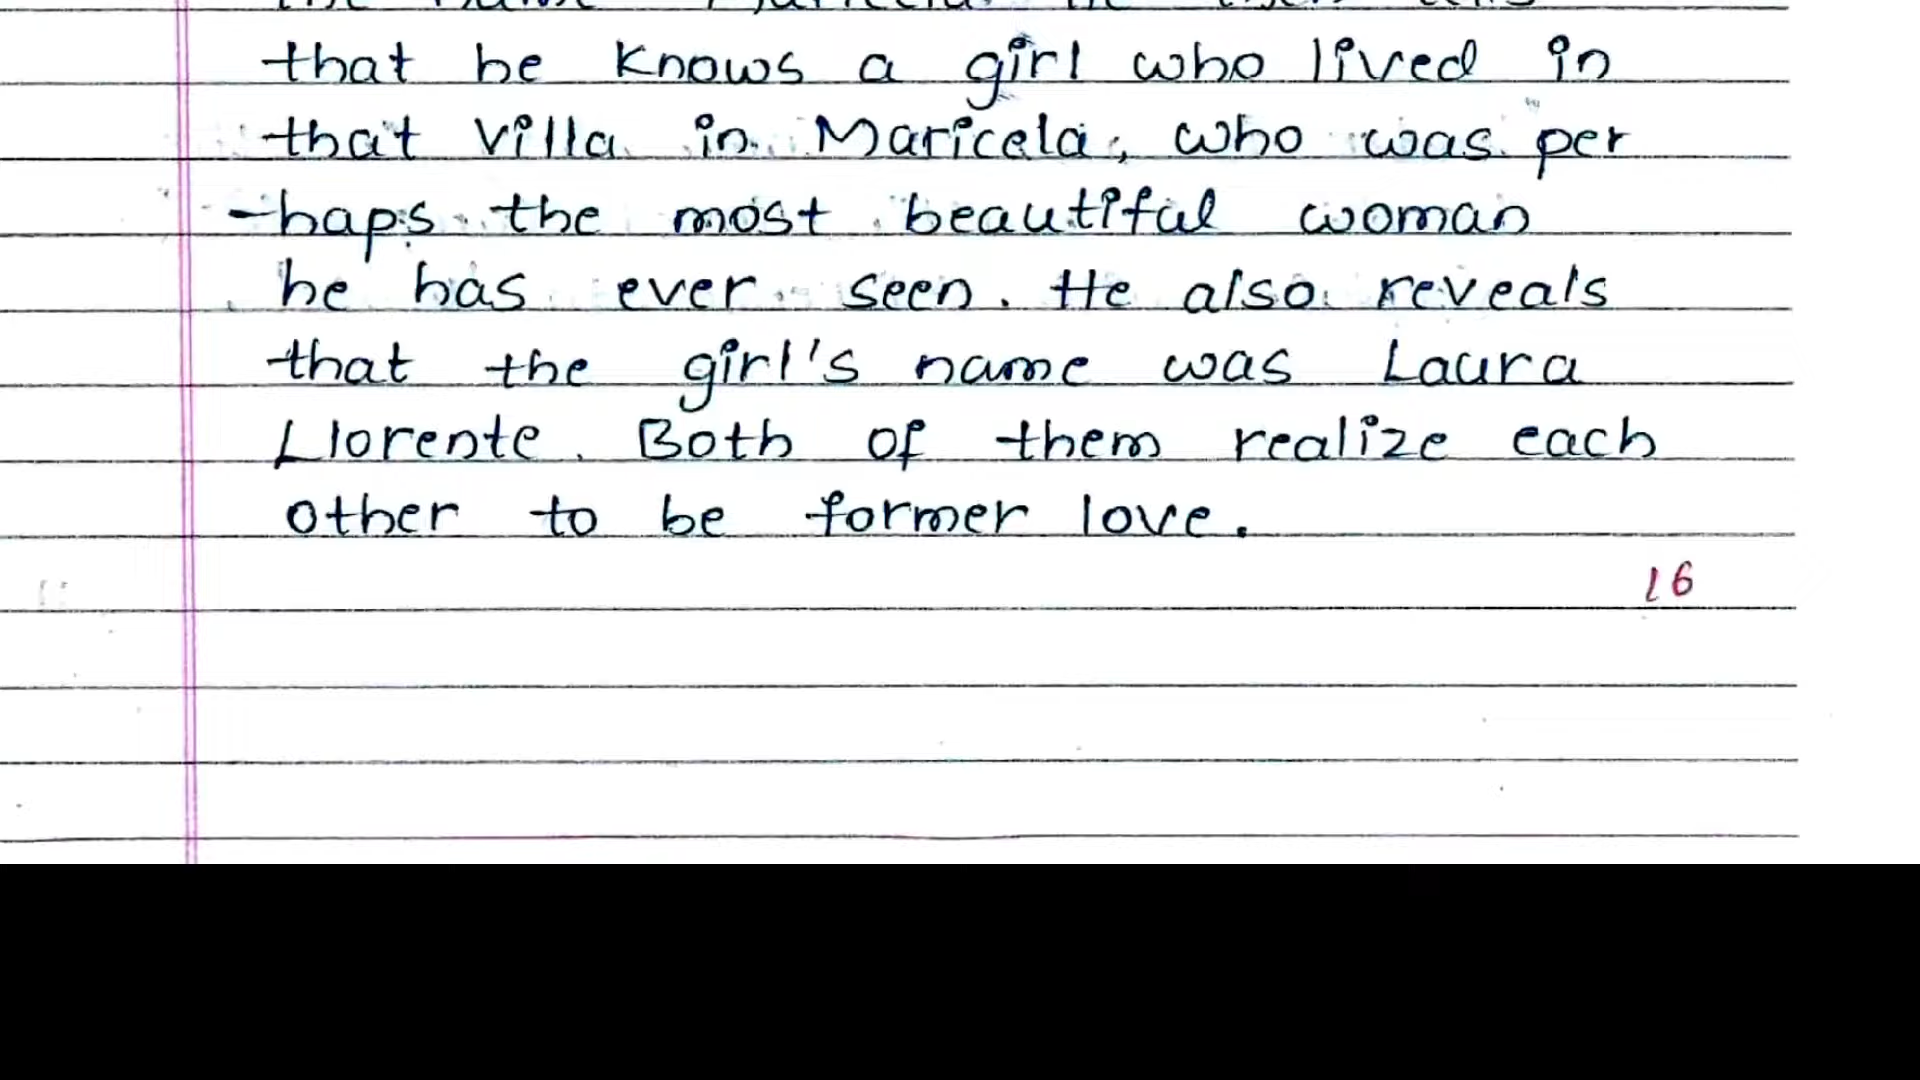 that he knows a girl who lived in
that villa in Maricela, who was per
-haps the most beautiful woman
he has ever seen. He also reveals
that the girl's name was Laura
Llorente. Both of them realize each
other to be former love.
16